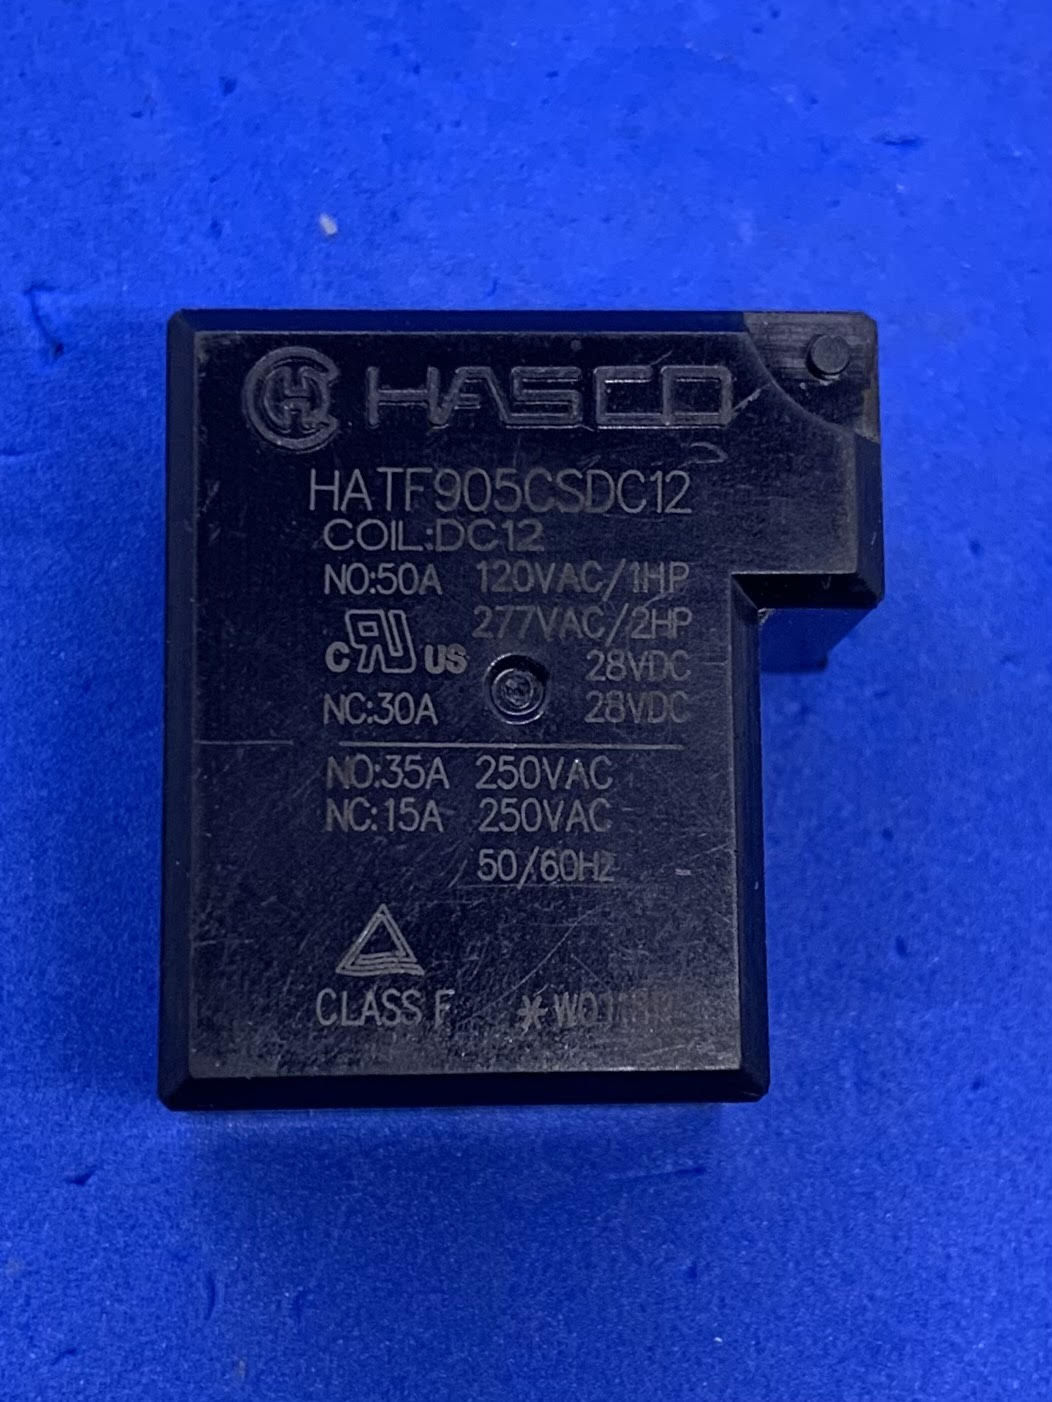 HASCO
HATF905CSDC12
COIL:DC12
NO:50A 120VAC/1HP
277VAC/2HP
c RU US 28VDC
NC:30A 28VDC
NO:35A 250VAC
NC:15A 250VAC
50/60Hz
CLASS F